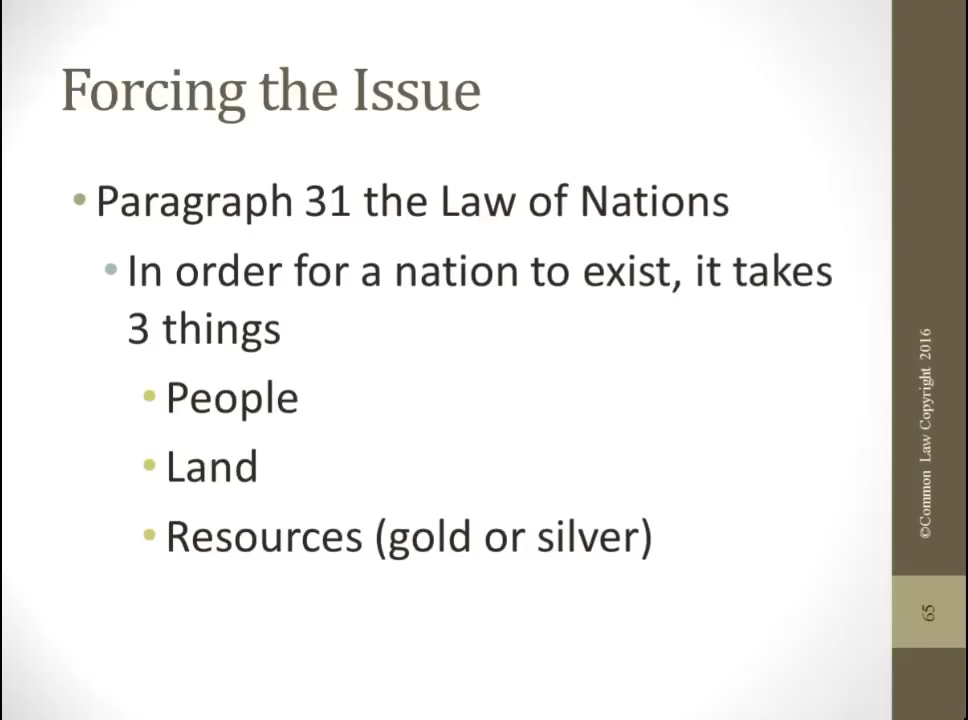 Forcing the Issue
• Paragraph 31 the Law of Nations
• In order for a nation to exist, it takes
3 things
• People
• Land
• Resources (gold or silver)
©Common Law Copyright 2016
65